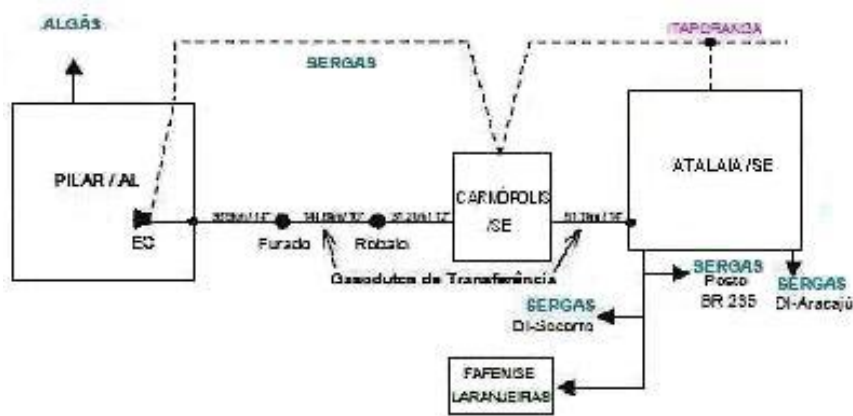 ALGÁS
SERGAS
ITAPORANGA
PILAR / AL
CARMÓPOLIS
/SE
ATALAIA /SE
EC
Furado
Robalo
Gasodutos de Transferência
SERGAS
Posto
BR 235
SERGAS
DI-Aracajú
SERGAS
DI-Socorro
FAFEN/SE
LARANJEIRAS